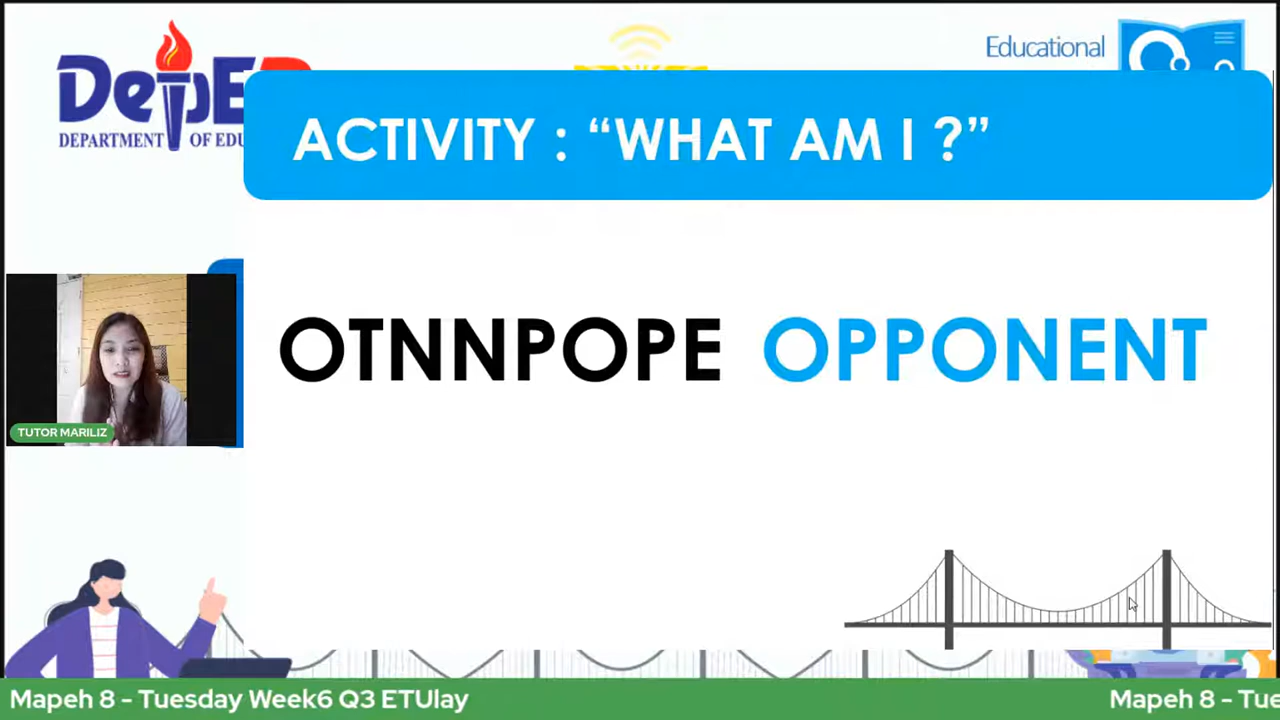 DepE
DEPARTMENT OF EDU
Educational
ACTIVITY : “WHAT AM I ?”
OTNNPOPE OPPONENT
TUTOR MARILIZ
Mapeh 8 - Tuesday Week6 Q3 ETUlay
Mapeh 8 - Tue